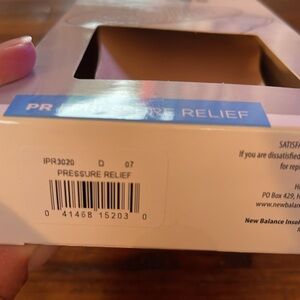 PR
RELIEF
IPR3020 D 07
PRESSURE RELIEF
0 41468 15203 0
SATISF
If you are dissatisfied
for rep
PO Box 429, H
www.newbalan
New Balance Insol